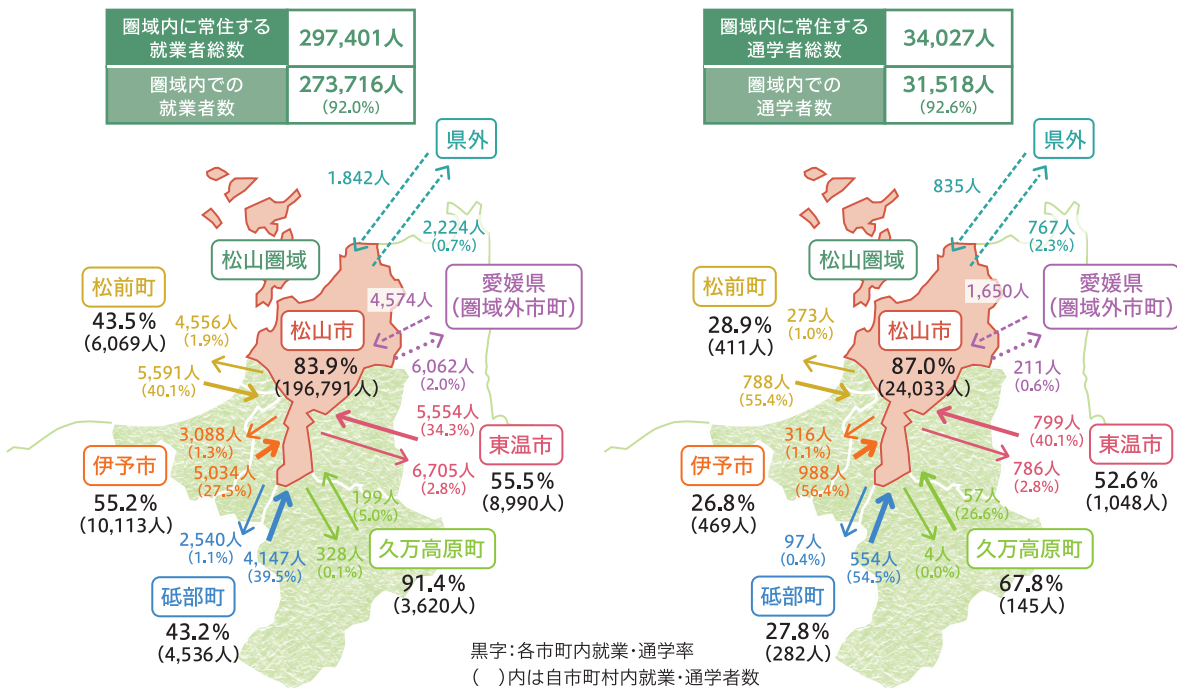 圏域内に常住する
就業者総数
297,401人
圏域内での
就業者数
273,716人
(92.0%)
県外
1.842人
2,224人
(0.7%)
松山圏域
松前町
43.5%
(6,069人)
4,556人
(1.9%)
5,591人
(40.1%)
4,574人
愛媛県
(圏域外市町)
松山市
83.9%
(196,791人)
6,062人
(2.0%)
5,554人
(34.3%)
東温市
55.5%
(8,990人)
6,705人
(2.8%)
3,088人
(1.3%)
伊予市
55.2%
(10,113人)
5,034人
(27.5%)
199人
(5.0%)
328人
(0.1%)
久万高原町
91.4%
(3,620人)
2,540人
(1.1%)
4,147人
(39.5%)
砥部町
43.2%
(4,536人)
圏域内に常住する
通学者総数
34,027人
圏域内での
通学者数
31,518人
(92.6%)
県外
835人
767人
(2.3%)
松山圏域
松前町
28.9%
(411人)
273人
(1.0%)
788人
(55.4%)
1,650人
愛媛県
(圏域外市町)
松山市
87.0%
(24,033人)
211人
(0.6%)
799人
(40.1%)
東温市
52.6%
(1,048人)
786人
(2.8%)
316人
(1.1%)
伊予市
26.8%
(469人)
988人
(56.4%)
57人
(26.6%)
4人
(0.0%)
久万高原町
67.8%
(145人)
97人
(0.4%)
554人
(54.5%)
砥部町
27.8%
(282人)
黒字:各市町内就業・通学率
(　)内は自市町村内就業・通学者数